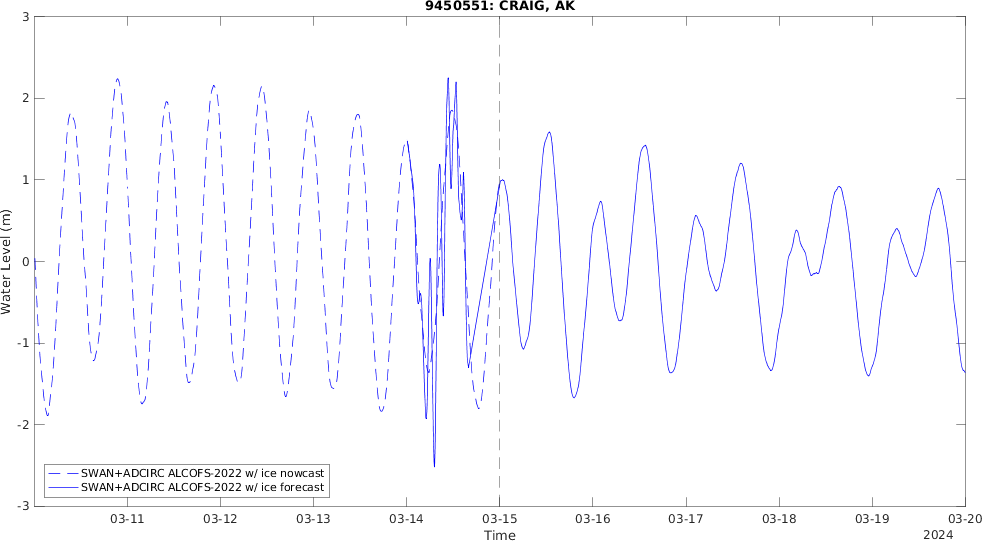 9450551: CRAIG, AK
3
2
1
0
-1
-2
-3
Water Level (m)
SWAN+ADCIRC ALCOFS-2022 w/ ice nowcast
SWAN+ADCIRC ALCOFS-2022 w/ ice forecast
03-11 03-12 03-13 03-14 03-15 03-16 03-17 03-18 03-19 03-20
Time
2024